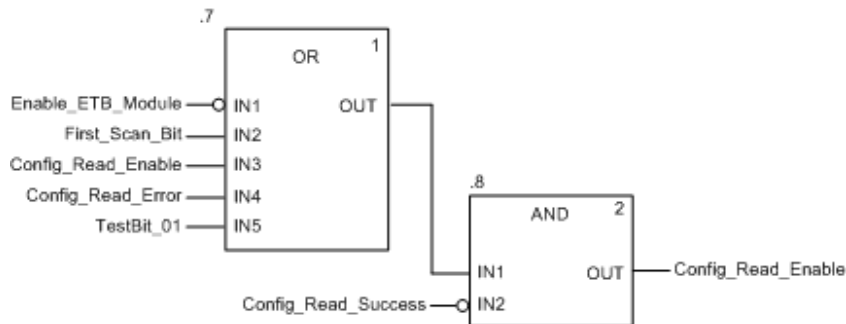 .7
1
OR
Enable_ETB_Module IN1 OUT
First_Scan_Bit IN2
Config_Read_Enable IN3
Config_Read_Error IN4
TestBit_01 IN5
.8
AND 2
IN1 OUT Config_Read_Enable
Config_Read_Success IN2